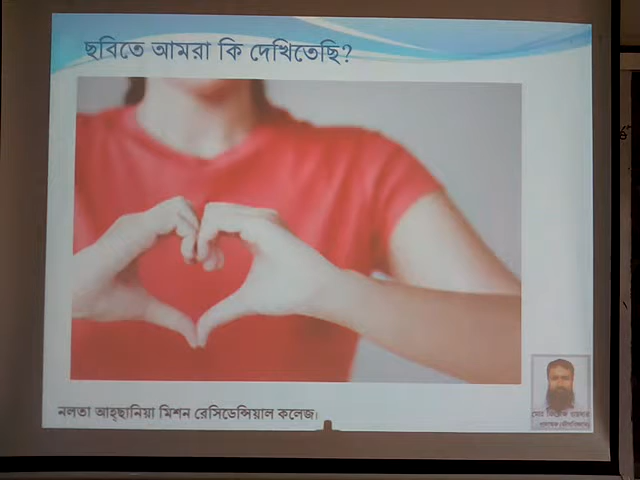 ছবিতে আমরা কি দেখিতেছি?
নলতা আহ্ছানিয়া মিশন রেসিডেন্সিয়াল কলেজ।